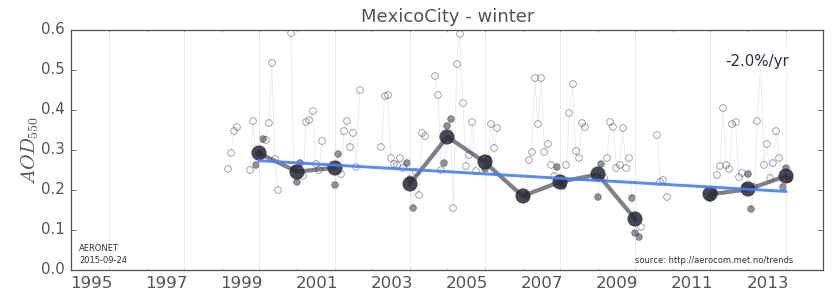 MexicoCity - winter
0.6
-2.0%/yr
0.5
0.4
AOD550
0.3
0.2
0.1
AERONET
2015-09-24
source: http://aerocom.met.no/trends
0.0
1995 1997 1999 2001 2003 2005 2007 2009 2011 2013